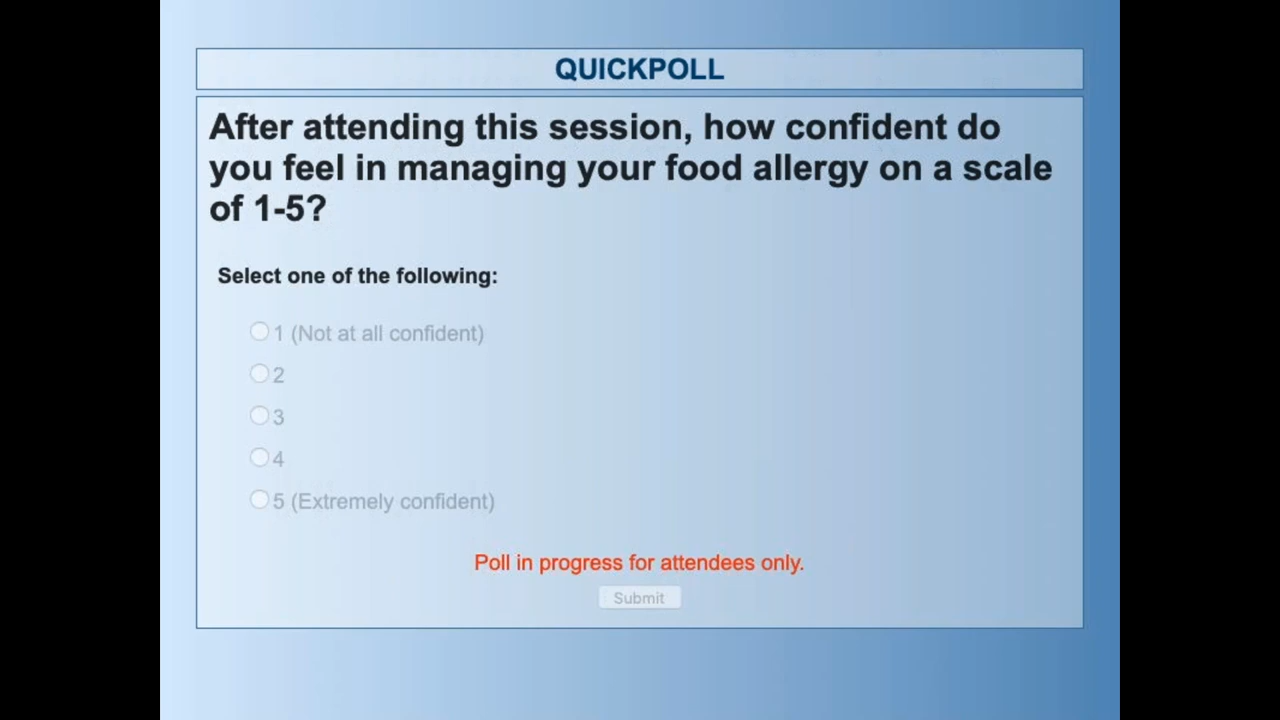 QUICKPOLL
After attending this session, how confident do
you feel in managing your food allergy on a scale
of 1-5?
Select one of the following:
1 (Not at all confident)
2
3
4
5 (Extremely confident)
Poll in progress for attendees only.
Submit